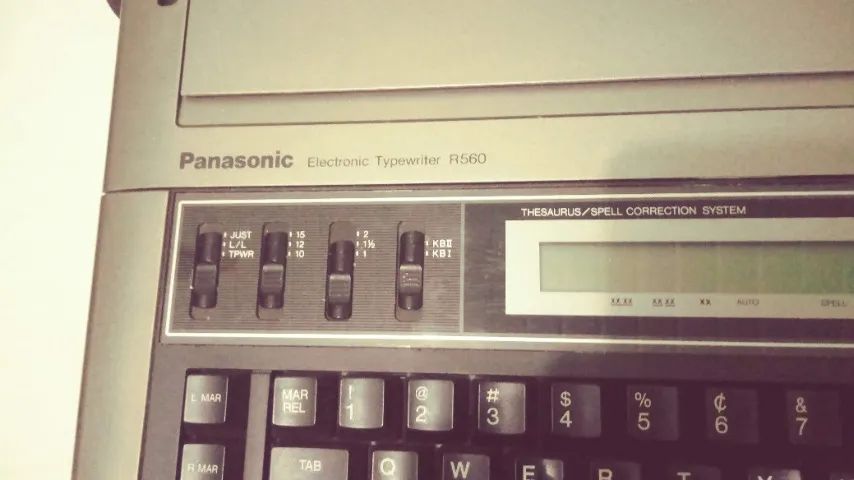 Panasonic Electronic Typewriter R560
THESAURUS/SPELL CORRECTION SYSTEM
JUST 15 2
L/L 12 1½ KBⅡ
TPWR 10 1 KBⅠ
XX XX XX XX XX AUTO SPELL
L MAR MAR REL ! 1 @ 2 # 3 $ 4 % 5 ¢ 6 & 7
R MAR TAB Q W E R T Y